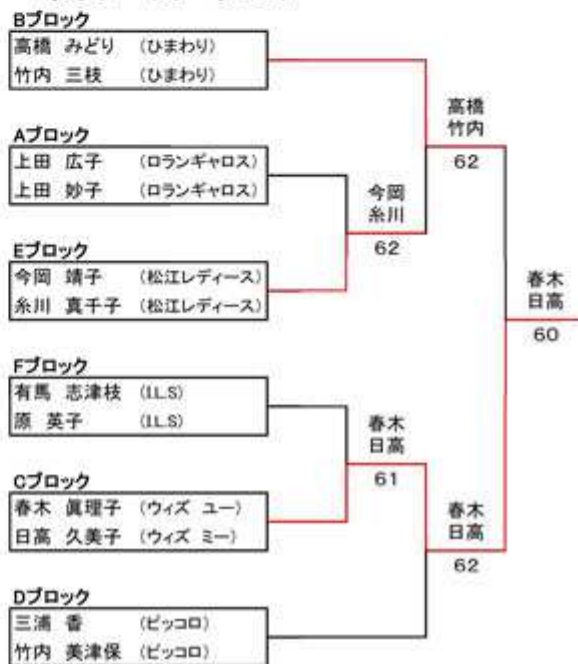 Bブロック
高橋 みどり (ひまわり)
竹内 三枝 (ひまわり)
高橋
竹内
62
Aブロック
上田 広子 (ロランギャロス)
上田 妙子 (ロランギャロス)
今岡
糸川
62
Eブロック
今岡 靖子 (松江レディース)
糸川 真千子 (松江レディース)
春木
日高
60
Fブロック
有馬 志津枝 (I.L.S)
原 英子 (I.L.S)
春木
日高
61
Cブロック
春木 眞理子 (ウィズ ユー)
日高 久美子 (ウィズ ミー)
春木
日高
62
Dブロック
三浦 香 (ピッコロ)
竹内 美津保 (ピッコロ)